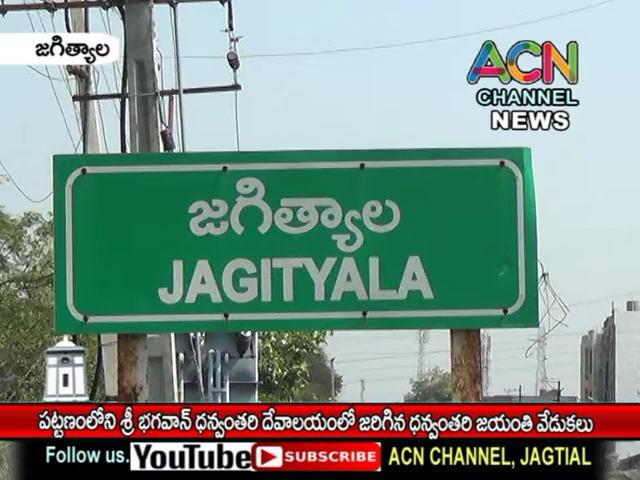 జగిత్యాల
ACN
CHANNEL
NEWS
జగిత్యాల
JAGITYALA
పట్టణంలోని శ్రీ భగవాన్ ధన్వంతరి దేవాలయంలో జరిగిన ధన్వంతరి జయంతి వేడుకలు
Follow us. YouTube SUBSCRIBE ACN CHANNEL, JAGTIAL